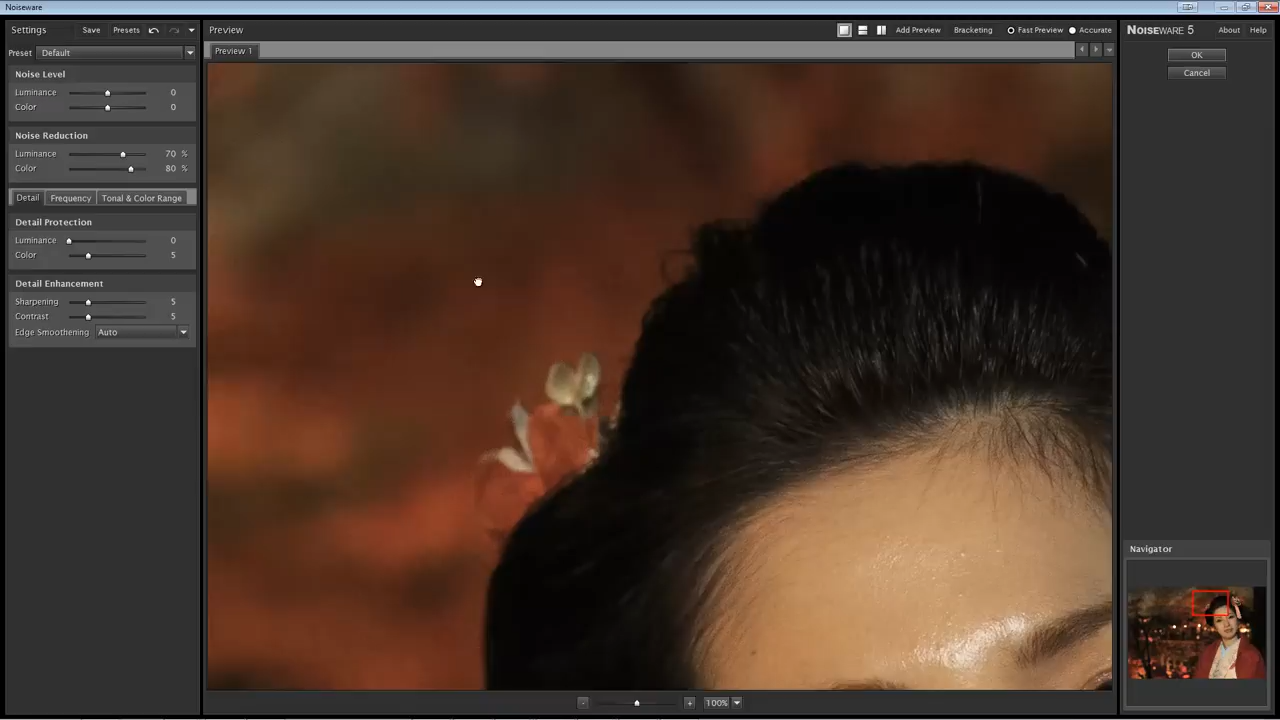 Noiseware
Settings Save Presets
Preset Default
Noise Level
Luminance 0
Color 0
Noise Reduction
Luminance 70 %
Color 80 %
Detail Frequency Tonal & Color Range
Detail Protection
Luminance 0
Color 5
Detail Enhancement
Sharpening 5
Contrast 5
Edge Smoothening Auto
Preview Add Preview Bracketing Fast Preview Accurate
Preview 1
- + 100%
NOISEWARE 5 About Help
OK
Cancel
Navigator